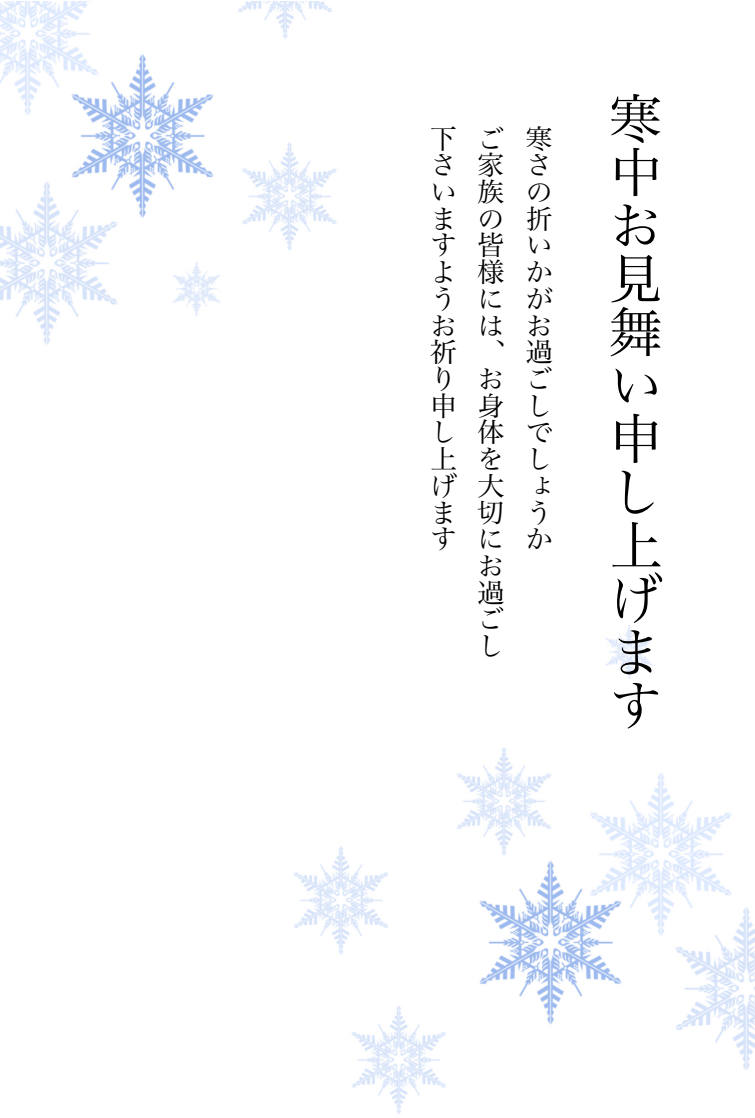 寒中お見舞い申し上げます
寒さの折いかがお過ごしでしょうか
ご家族の皆様には、お身体を大切にお過ごし
下さいますようお祈り申し上げます